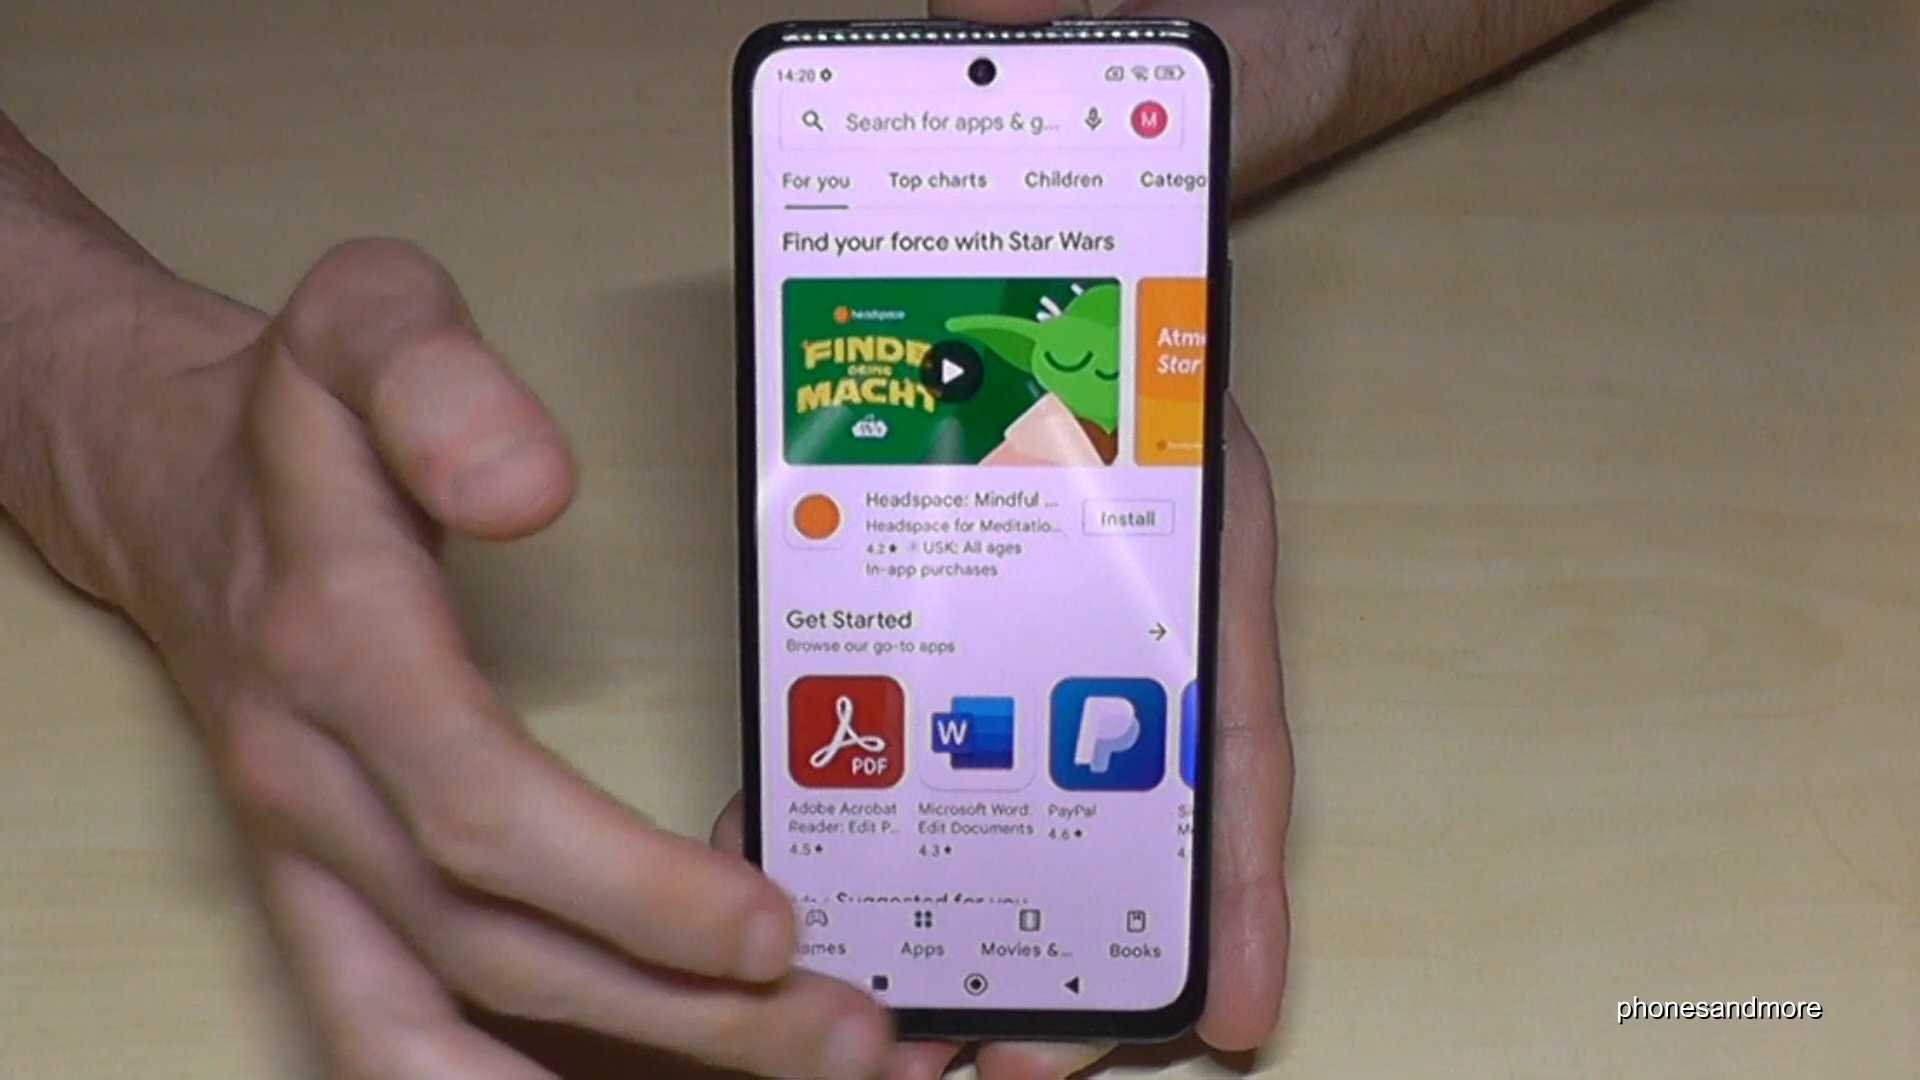 14:20
Search for apps & g...
M
For you Top charts Children Catego
Find your force with Star Wars
headspace
FINDE
DEINE
MACHT
Atm
Star
Headspace: Mindful ...
Headspace for Meditatio...
Install
4.2★ USK: All ages
In-app purchases
Get Started
Browse our go-to apps
PDF
W
Adobe Acrobat
Reader: Edit P...
4.5★
Microsoft Word:
Edit Documents
4.3★
PayPal
4.6★
Suggested for you
ames Apps Movies &... Books
phonesandmore